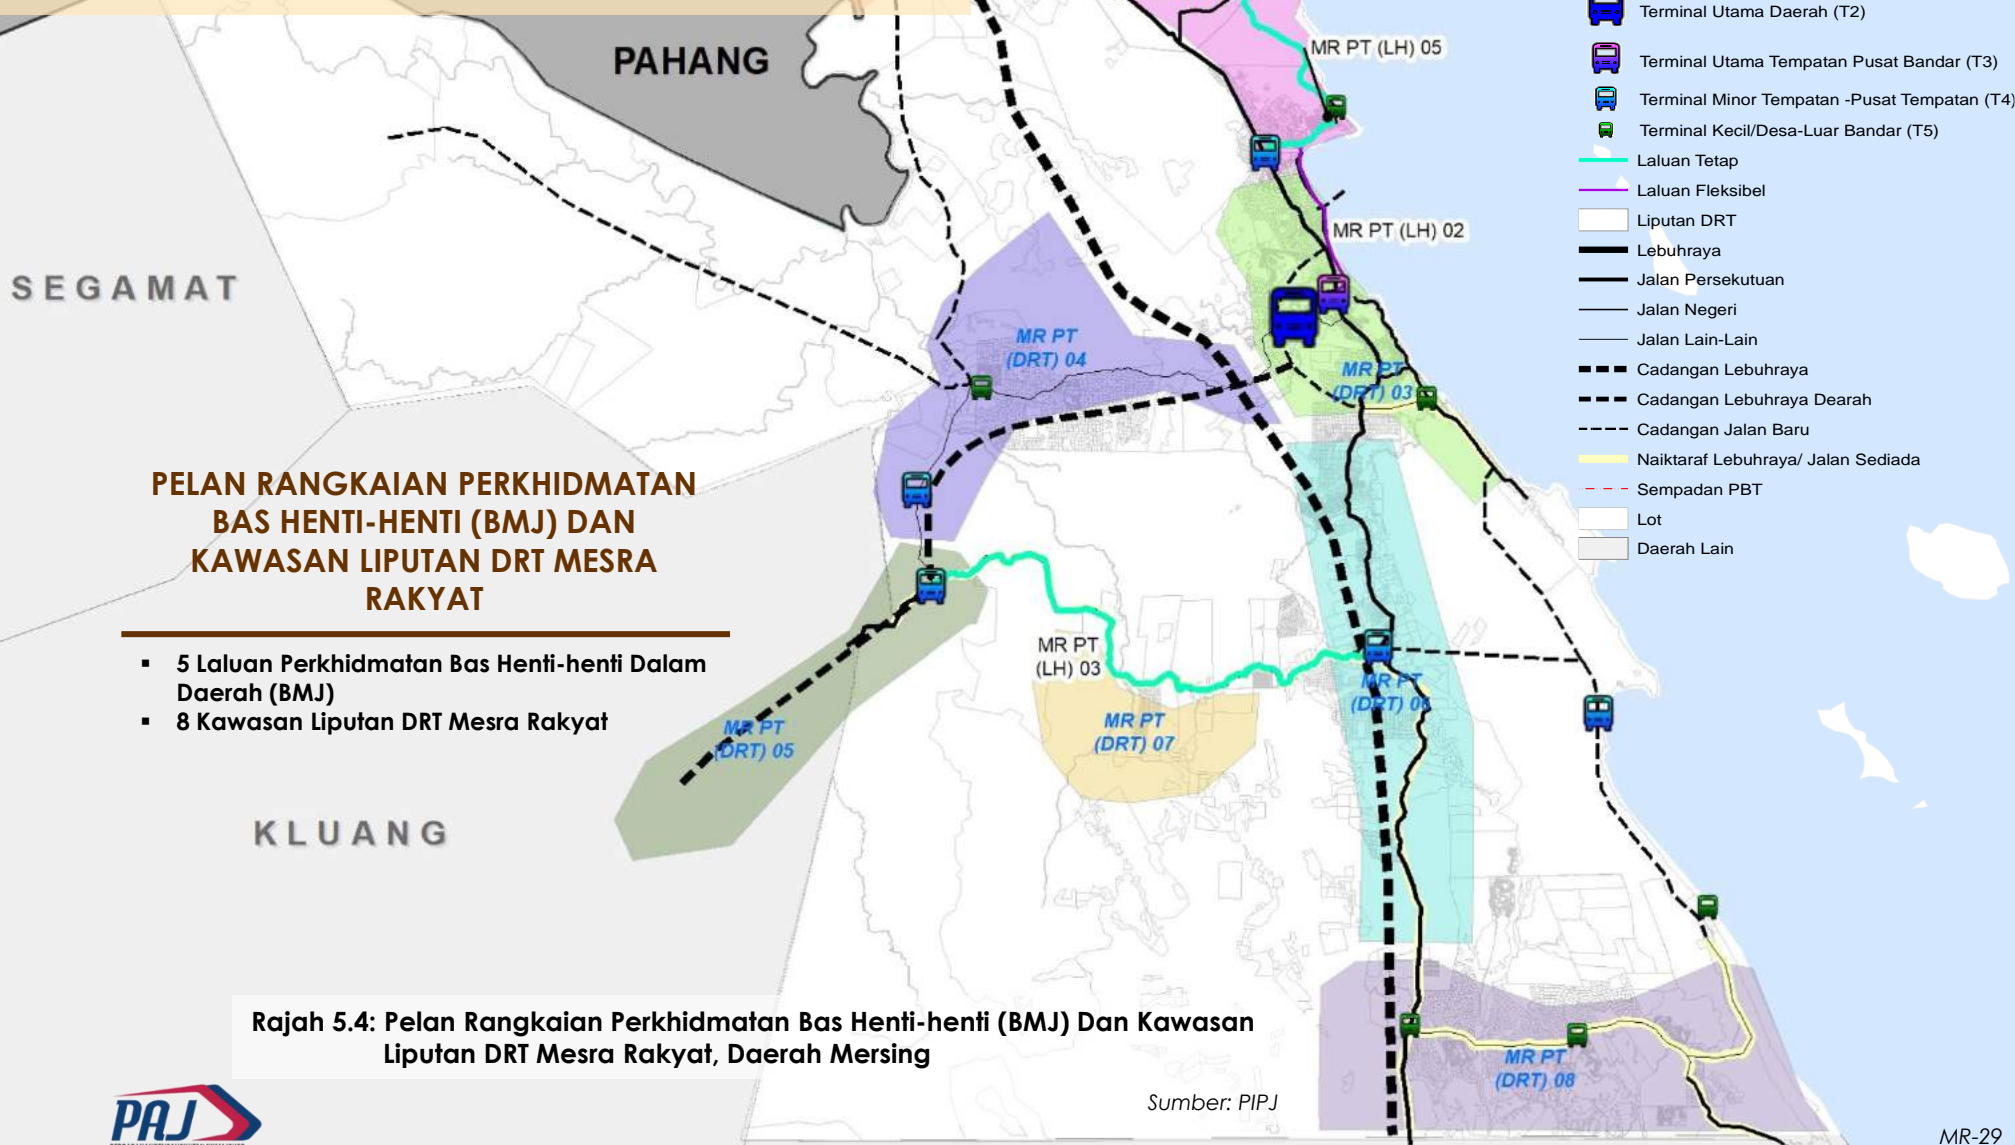 PAHANG
SEGAMAT
KLUANG
MR PT (LH) 05
MR PT (LH) 02
MR PT
(DRT) 04
MR PT
(DRT) 03
MR PT
(LH) 03
MR PT
(DRT) 06
MR PT
(DRT) 05
MR PT
(DRT) 07
MR PT
(DRT) 08
Terminal Utama Daerah (T2)
Terminal Utama Tempatan Pusat Bandar (T3)
Terminal Minor Tempatan -Pusat Tempatan (T4)
Terminal Kecil/Desa-Luar Bandar (T5)
Laluan Tetap
Laluan Fleksibel
Liputan DRT
Lebuhraya
Jalan Persekutuan
Jalan Negeri
Jalan Lain-Lain
Cadangan Lebuhraya
Cadangan Lebuhraya Dearah
Cadangan Jalan Baru
Naiktaraf Lebuhraya/ Jalan Sediada
Sempadan PBT
Lot
Daerah Lain
PELAN RANGKAIAN PERKHIDMATAN
BAS HENTI-HENTI (BMJ) DAN
KAWASAN LIPUTAN DRT MESRA
RAKYAT
▪ 5 Laluan Perkhidmatan Bas Henti-henti Dalam
Daerah (BMJ)
▪ 8 Kawasan Liputan DRT Mesra Rakyat
Rajah 5.4: Pelan Rangkaian Perkhidmatan Bas Henti-henti (BMJ) Dan Kawasan
Liputan DRT Mesra Rakyat, Daerah Mersing
Sumber: PIPJ
PAJ
MR-29